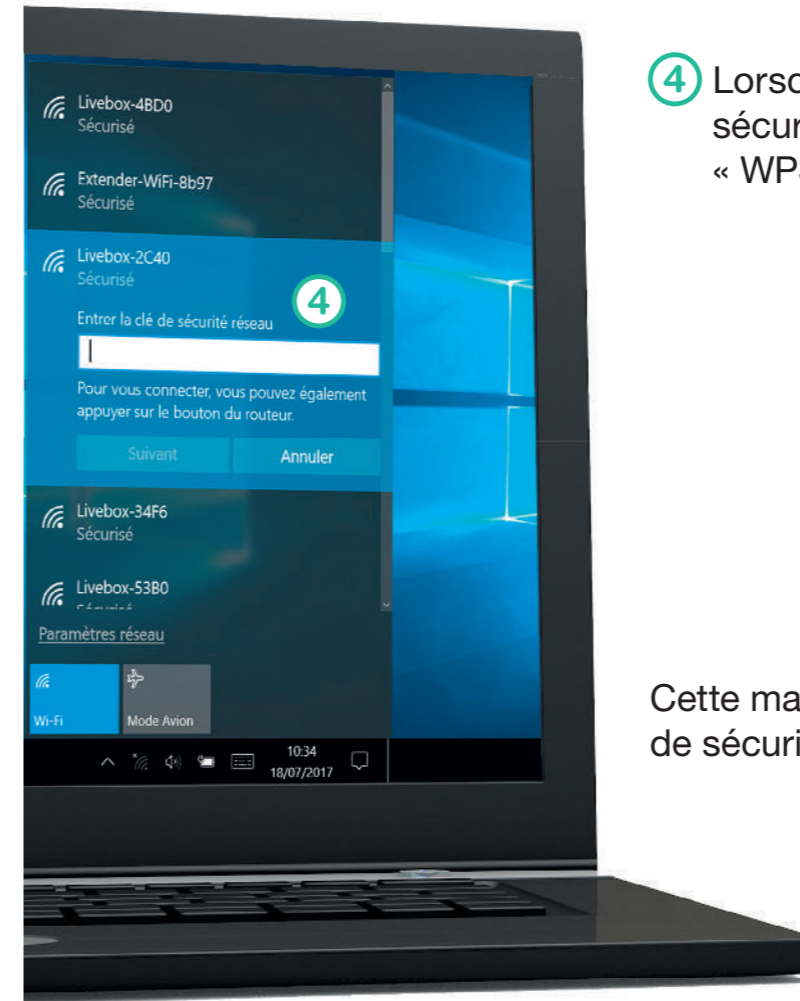 Livebox-4BD0
Sécurisé
Extender-WiFi-8b97
Sécurisé
Livebox-2C40
Sécurisé
4
Entrer la clé de sécurité réseau
Pour vous connecter, vous pouvez également
appuyer sur le bouton du routeur.
Suivant Annuler
Livebox-34F6
Sécurisé
Livebox-53B0
Sécurisé
Paramètres réseau
Wi-Fi Mode Avion
10:34
18/07/2017
4 Lorsc
sécur
« WPS
Cette ma
de sécuri